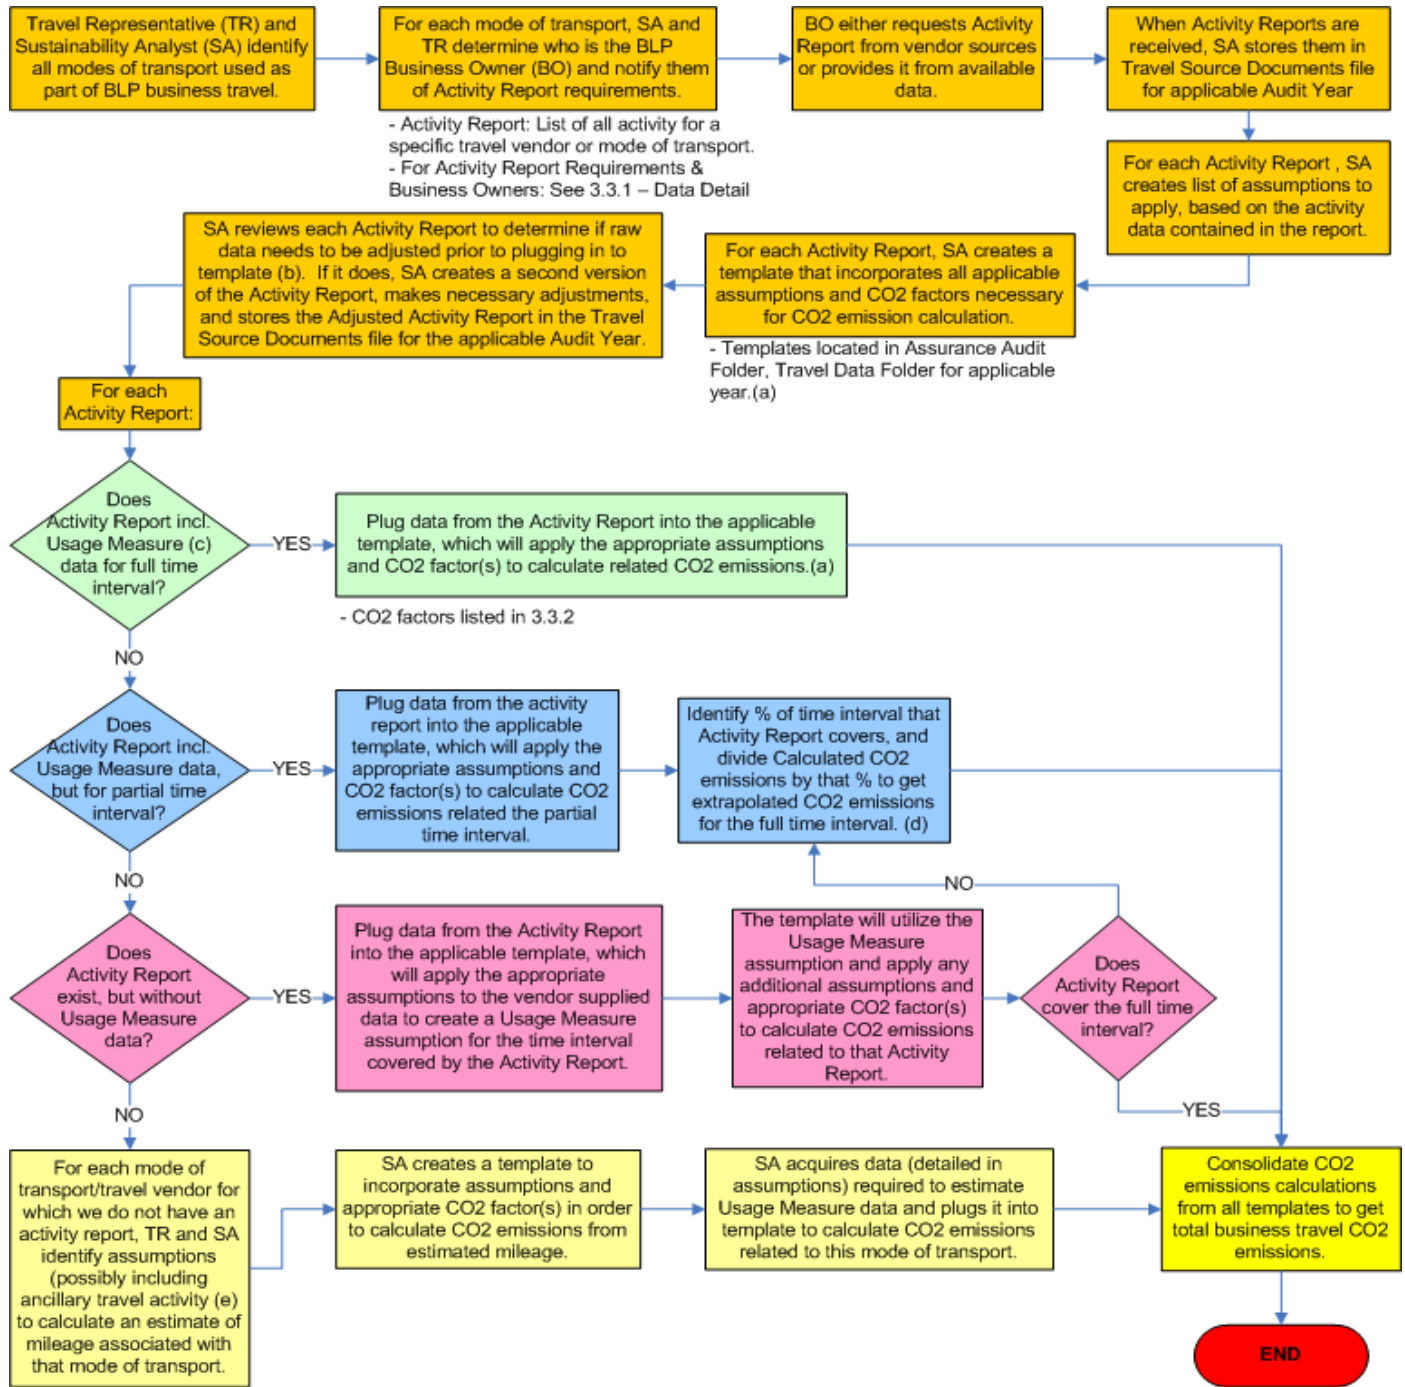 Travel Representative (TR) and
Sustainability Analyst (SA) identify
all modes of transport used as
part of BLP business travel.
For each mode of transport, SA and
TR determine who is the BLP
Business Owner (BO) and notify them
of Activity Report requirements.
BO either requests Activity
Report from vendor sources
or provides it from available
data.
When Activity Reports are
received, SA stores them in
Travel Source Documents file
for applicable Audit Year
- Activity Report: List of all activity for a
specific travel vendor or mode of transport.
- For Activity Report Requirements &
Business Owners: See 3.3.1 – Data Detail
For each Activity Report , SA
creates list of assumptions to
apply, based on the activity
data contained in the report.
For each Activity Report, SA creates a
template that incorporates all applicable
assumptions and CO2 factors necessary
for CO2 emission calculation.
- Templates located in Assurance Audit
Folder, Travel Data Folder for applicable
year.(a)
SA reviews each Activity Report to determine if raw
data needs to be adjusted prior to plugging in to
template (b).  If it does, SA creates a second version
of the Activity Report, makes necessary adjustments,
and stores the Adjusted Activity Report in the Travel
Source Documents file for the applicable Audit Year.
For each
Activity Report:
Does
Activity Report incl.
Usage Measure (c)
data for full time
interval?
YES
Plug data from the Activity Report into the applicable
template, which will apply the appropriate assumptions
and CO2 factor(s) to calculate related CO2 emissions.(a)
- CO2 factors listed in 3.3.2
NO
Does
Activity Report incl.
Usage Measure data,
but for partial time
interval?
YES
Plug data from the activity
report into the applicable
template, which will apply the
appropriate assumptions and
CO2 factor(s) to calculate CO2
emissions related the partial
time interval.
Identify % of time interval that
Activity Report covers, and
divide Calculated CO2
emissions by that % to get
extrapolated CO2 emissions
for the full time interval. (d)
NO
Does
Activity Report
exist, but without
Usage Measure
data?
YES
Plug data from the Activity Report
into the applicable template, which
will apply the appropriate
assumptions to the vendor supplied
data to create a Usage Measure
assumption for the time interval
covered by the Activity Report.
The template will utilize the
Usage Measure
assumption and apply any
additional assumptions and
appropriate CO2 factor(s)
to calculate CO2 emissions
related to that Activity
Report.
Does
Activity Report
cover the full time
interval?
NO
YES
NO
For each mode of
transport/travel vendor for
which we do not have an
activity report, TR and SA
identify assumptions
(possibly including
ancillary travel activity (e)
to calculate an estimate of
mileage associated with
that mode of transport.
SA creates a template to
incorporate assumptions and
appropriate CO2 factor(s) in order
to calculate CO2 emissions from
estimated mileage.
SA acquires data (detailed in
assumptions) required to estimate
Usage Measure data and plugs it into
template to calculate CO2 emissions
related to this mode of transport.
Consolidate CO2
emissions calculations
from all templates to get
total business travel CO2
emissions.
END